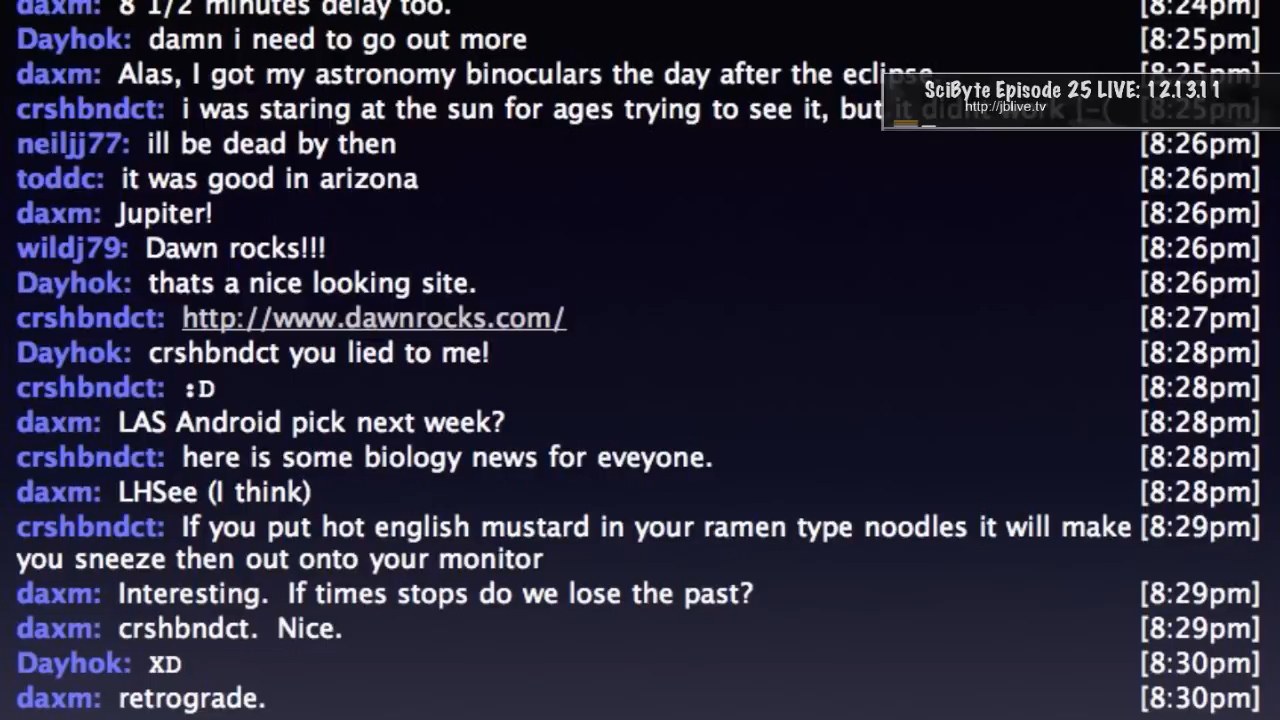 daxm: 8 1/2 minutes delay too. [8:24pm]
Dayhok: damn i need to go out more [8:25pm]
daxm: Alas, I got my astronomy binoculars the day after the eclipse. [8:25pm]
SciByte Episode 25 LIVE: 12.13.11
http://jblive.tv
crshbndct: i was staring at the sun for ages trying to see it, but it didnt work ]-( [8:25pm]
neiljj77: ill be dead by then [8:26pm]
toddc: it was good in arizona [8:26pm]
daxm: Jupiter! [8:26pm]
wildj79: Dawn rocks!!! [8:26pm]
Dayhok: thats a nice looking site. [8:26pm]
crshbndct: http://www.dawnrocks.com/ [8:27pm]
Dayhok: crshbndct you lied to me! [8:28pm]
crshbndct: :D [8:28pm]
daxm: LAS Android pick next week? [8:28pm]
crshbndct: here is some biology news for eveyone. [8:28pm]
daxm: LHSee (I think) [8:28pm]
crshbndct: If you put hot english mustard in your ramen type noodles it will make [8:29pm]
you sneeze then out onto your monitor
daxm: Interesting. If times stops do we lose the past? [8:29pm]
daxm: crshbndct. Nice. [8:29pm]
Dayhok: XD [8:30pm]
daxm: retrograde. [8:30pm]